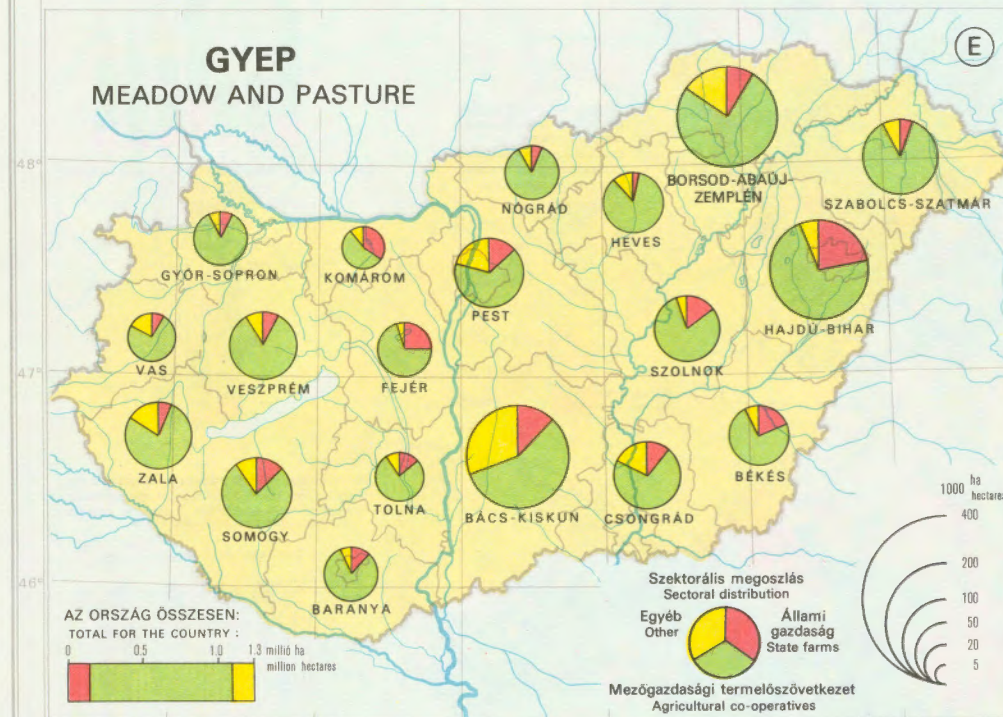 GYEP
MEADOW AND PASTURE
E
48°
47°
46°
BORSOD-ABAÚJ-
ZEMPLÉN
SZABOLCS-SZATMÁR
NÓGRÁD
HEVES
GYŐR-SOPRON
KOMÁROM
PEST
HAJDÚ-BIHAR
VAS
VESZPRÉM
FEJÉR
SZOLNOK
ZALA
SOMOGY
TOLNA
BÁCS-KISKUN
CSONGRÁD
BÉKÉS
BARANYA
AZ ORSZÁG ÖSSZESEN:
TOTAL FOR THE COUNTRY :
0 0.5 1.0 1.3 millió ha
million hectares
Szektorális megoszlás
Sectoral distribution
Egyéb
Other
Állami
gazdaság
State farms
Mezőgazdasági termelőszövetkezet
Agricultural co-operatives
1000 ha
hectares
400
200
100
50
20
5